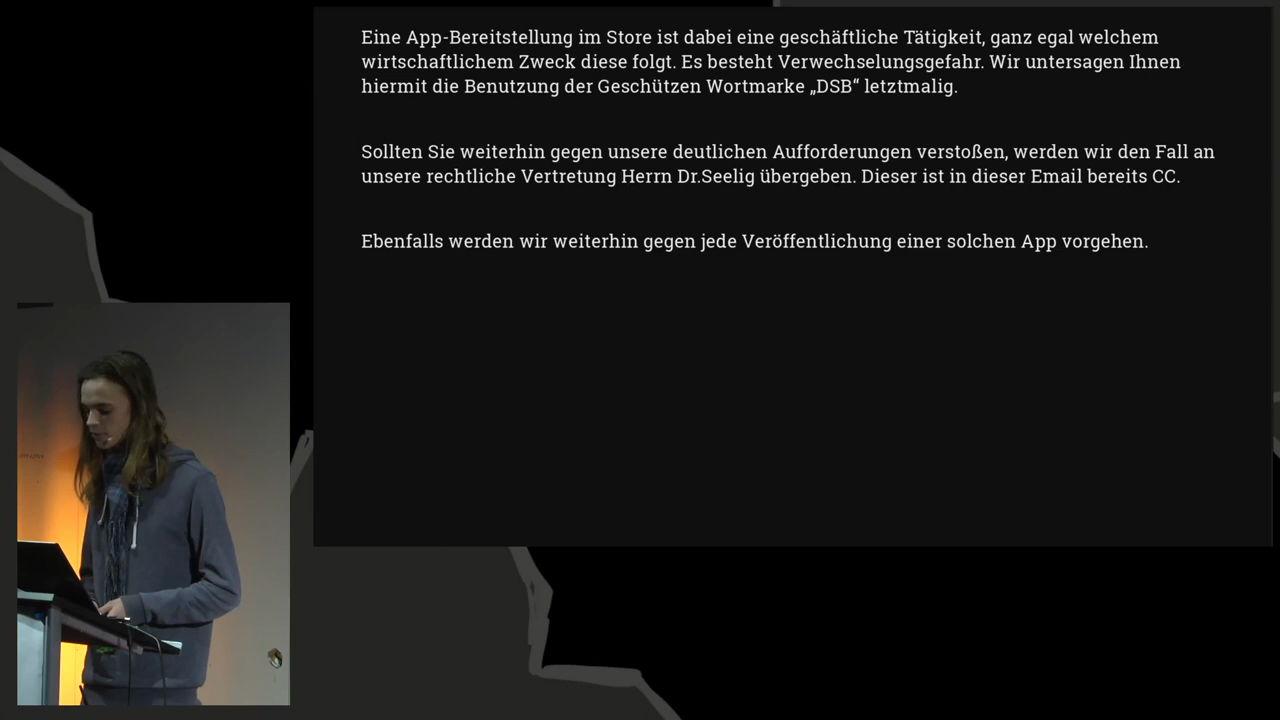 Eine App-Bereitstellung im Store ist dabei eine geschäftliche Tätigkeit, ganz egal welchem
wirtschaftlichem Zweck diese folgt. Es besteht Verwechselungsgefahr. Wir untersagen Ihnen
hiermit die Benutzung der Geschützen Wortmarke „DSB“ letztmalig.
Sollten Sie weiterhin gegen unsere deutlichen Aufforderungen verstoßen, werden wir den Fall an
unsere rechtliche Vertretung Herrn Dr.Seelig übergeben. Dieser ist in dieser Email bereits CC.
Ebenfalls werden wir weiterhin gegen jede Veröffentlichung einer solchen App vorgehen.